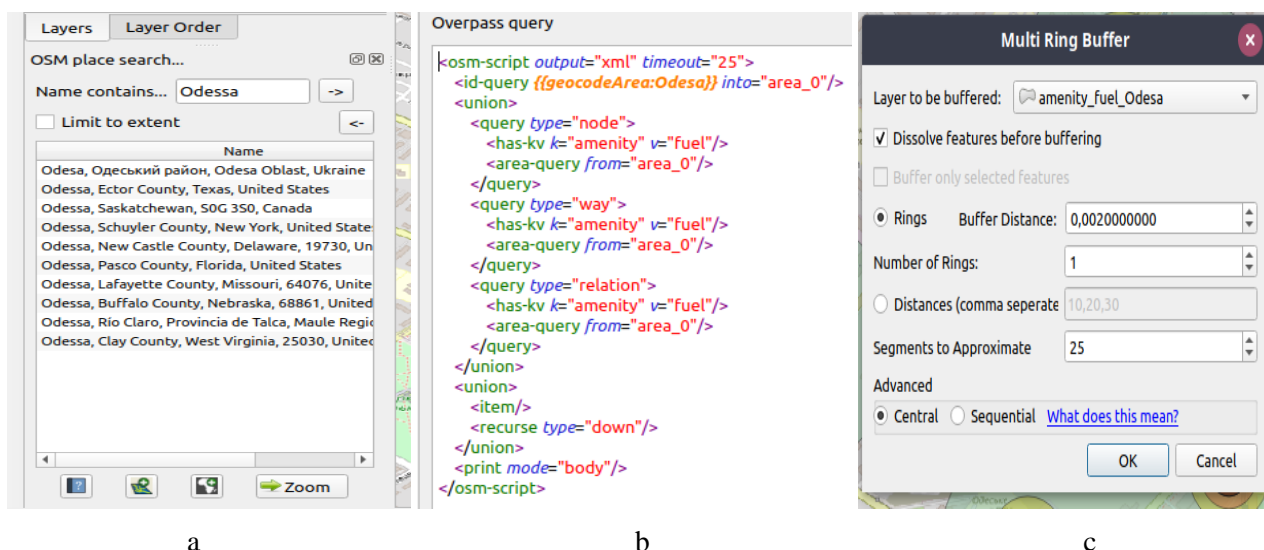 Layers Layer Order
OSM place search...
Name contains... Odessa ->
Limit to extent <-
Name
Odesa, Одеський район, Odesa Oblast, Ukraine
Odessa, Ector County, Texas, United States
Odessa, Saskatchewan, S0G 3S0, Canada
Odessa, Schuyler County, New York, United State
Odessa, New Castle County, Delaware, 19730, Un
Odessa, Pasco County, Florida, United States
Odessa, Lafayette County, Missouri, 64076, Unite
Odessa, Buffalo County, Nebraska, 68861, United
Odessa, Río Claro, Provincia de Talca, Maule Regi
Odessa, Clay County, West Virginia, 25030, Unitec
Zoom
a
Overpass query
<osm-script output="xml" timeout="25">
<id-query {{geocodeArea:Odesa}} into="area_0"/>
<union>
<query type="node">
<has-kv k="amenity" v="fuel"/>
<area-query from="area_0"/>
</query>
<query type="way">
<has-kv k="amenity" v="fuel"/>
<area-query from="area_0"/>
</query>
<query type="relation">
<has-kv k="amenity" v="fuel"/>
<area-query from="area_0"/>
</query>
</union>
<union>
<item/>
<recurse type="down"/>
</union>
<print mode="body"/>
</osm-script>
b
Multi Ring Buffer
Layer to be buffered: amenity_fuel_Odesa
Dissolve features before buffering
Buffer only selected features
Rings Buffer Distance: 0,0020000000
Number of Rings: 1
Distances (comma seperate 10,20,30
Segments to Approximate 25
Advanced
Central Sequential What does this mean?
OK Cancel
c